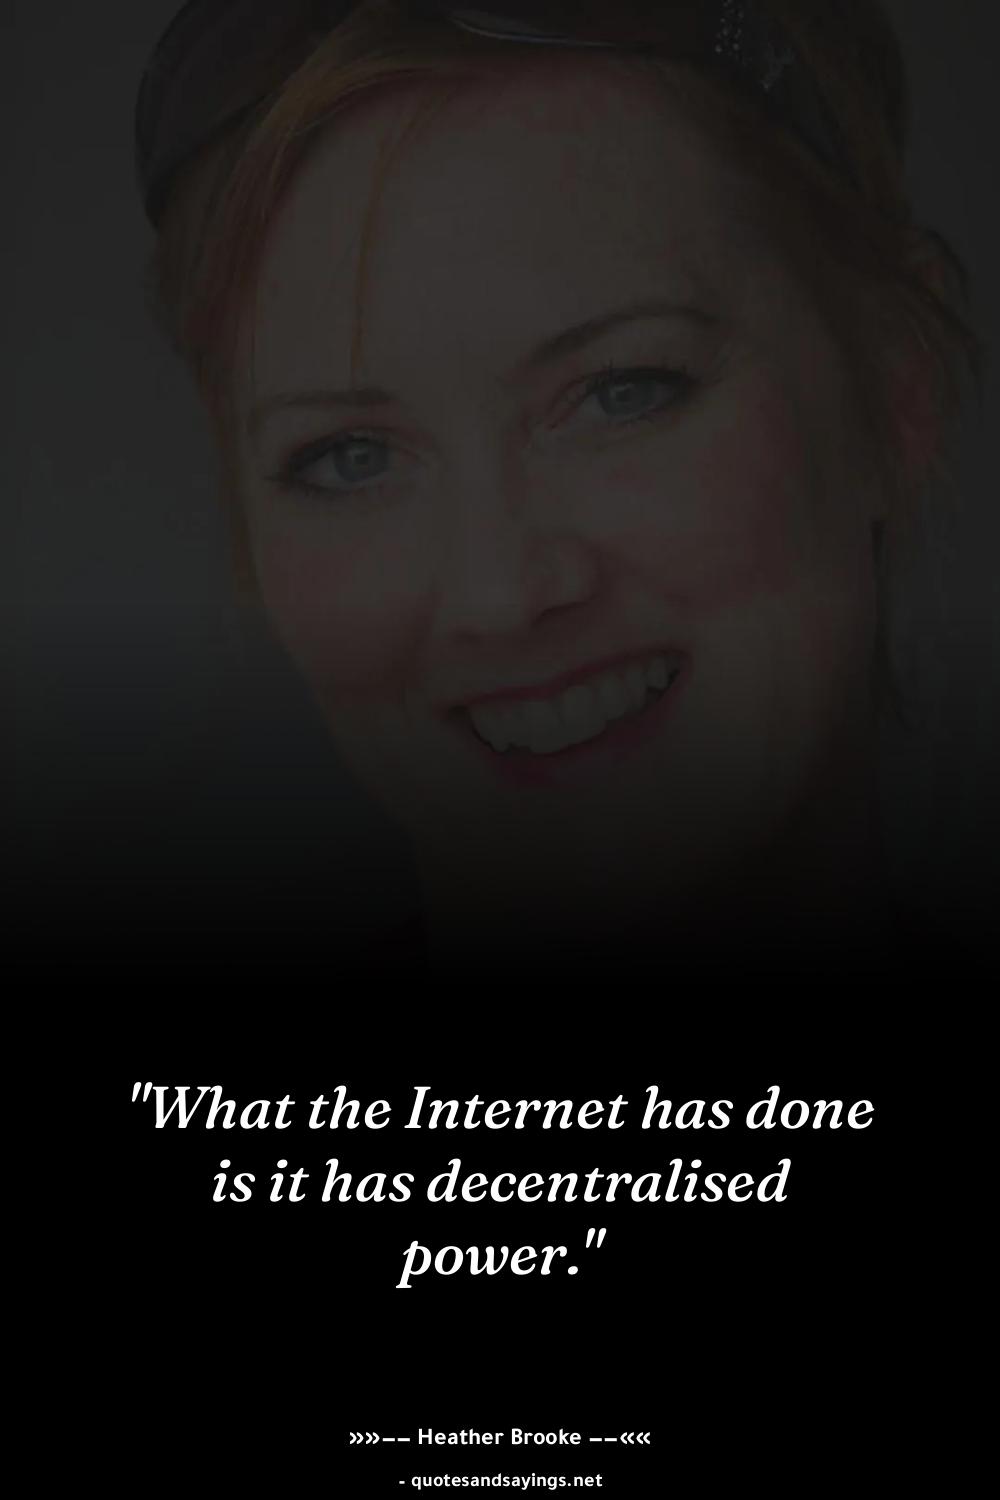 "What the Internet has done
is it has decentralised
power."
»»–– Heather Brooke ––««
- quotesandsayings.net